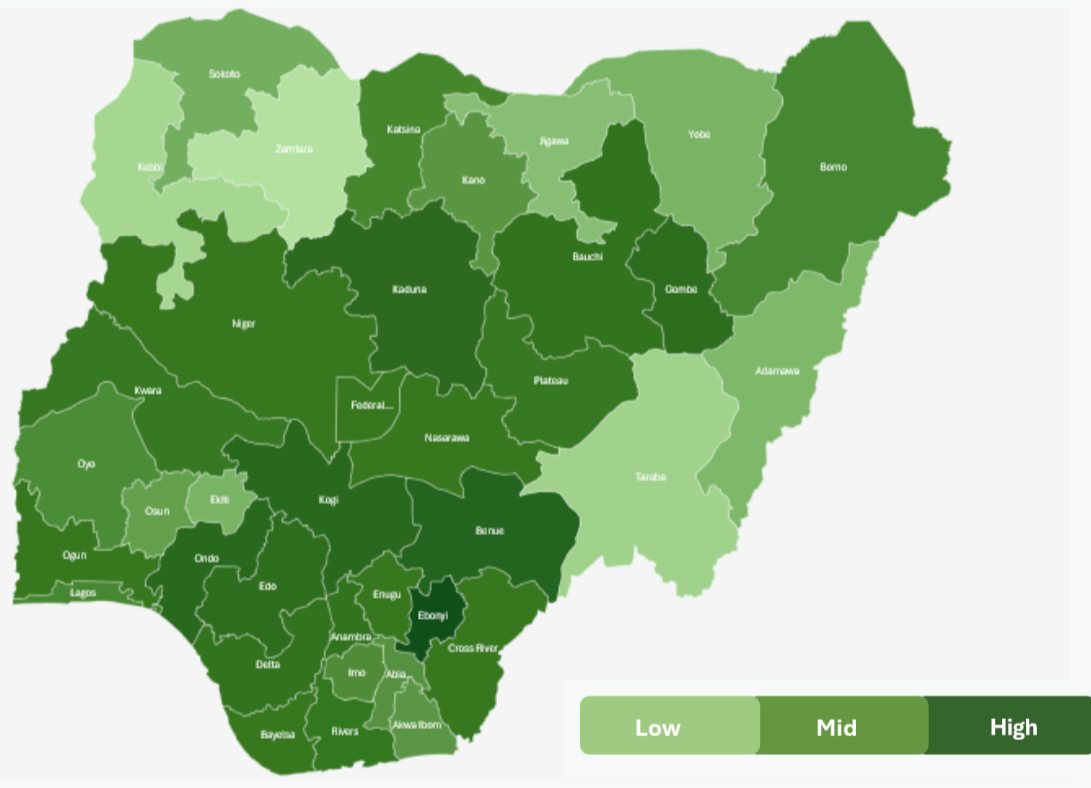 Sokoto
Kebbi
Zamfara
Katsina
Kano
Jigawa
Yobe
Borno
Bauchi
Gombe
Kaduna
Niger
Adamawa
Plateau
Kwara
Federal...
Nasarawa
Oyo
Taraba
Osun
Ekiti
Kogi
Benue
Ogun
Ondo
Edo
Lagos
Enugu
Ebonyi
Anambra
Cross River
Delta
Imo
Abia
Akwa Ibom
Bayelsa
Rivers
Low
Mid
High